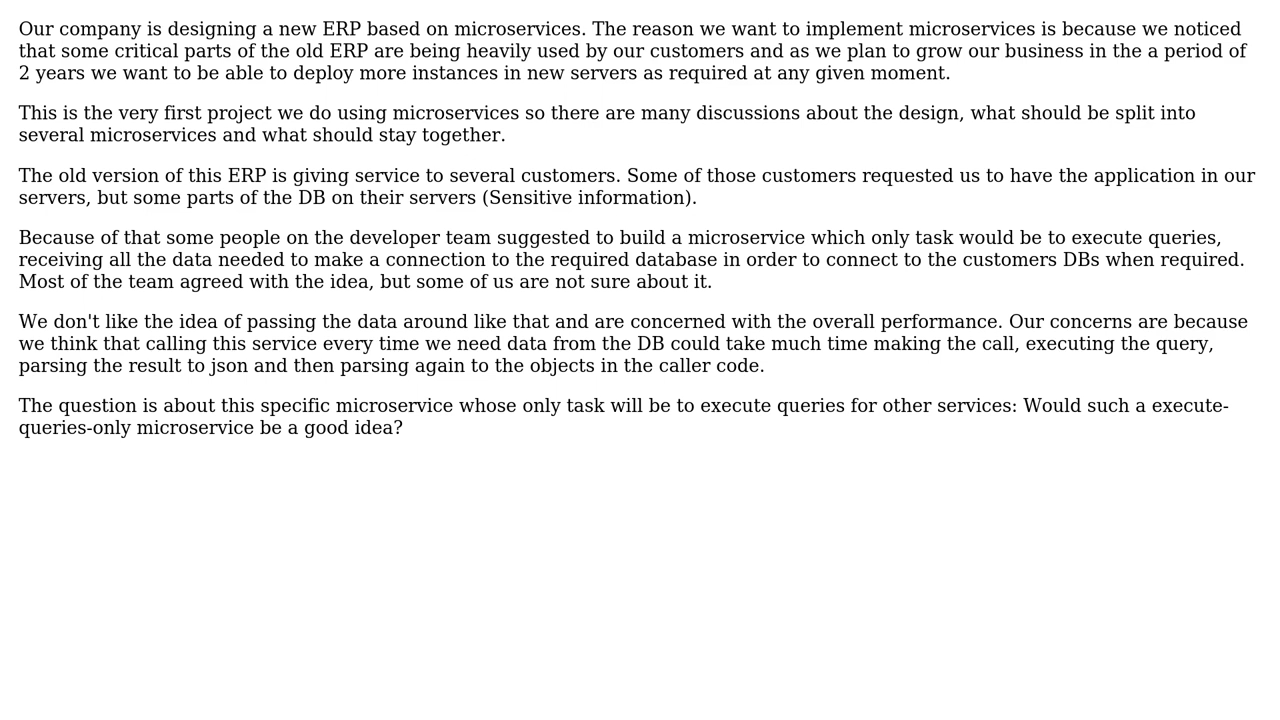 Our company is designing a new ERP based on microservices. The reason we want to implement microservices is because we noticed
that some critical parts of the old ERP are being heavily used by our customers and as we plan to grow our business in the a period of
2 years we want to be able to deploy more instances in new servers as required at any given moment.
This is the very first project we do using microservices so there are many discussions about the design, what should be split into
several microservices and what should stay together.
The old version of this ERP is giving service to several customers. Some of those customers requested us to have the application in our
servers, but some parts of the DB on their servers (Sensitive information).
Because of that some people on the developer team suggested to build a microservice which only task would be to execute queries,
receiving all the data needed to make a connection to the required database in order to connect to the customers DBs when required.
Most of the team agreed with the idea, but some of us are not sure about it.
We don't like the idea of passing the data around like that and are concerned with the overall performance. Our concerns are because
we think that calling this service every time we need data from the DB could take much time making the call, executing the query,
parsing the result to json and then parsing again to the objects in the caller code.
The question is about this specific microservice whose only task will be to execute queries for other services: Would such a execute-
queries-only microservice be a good idea?